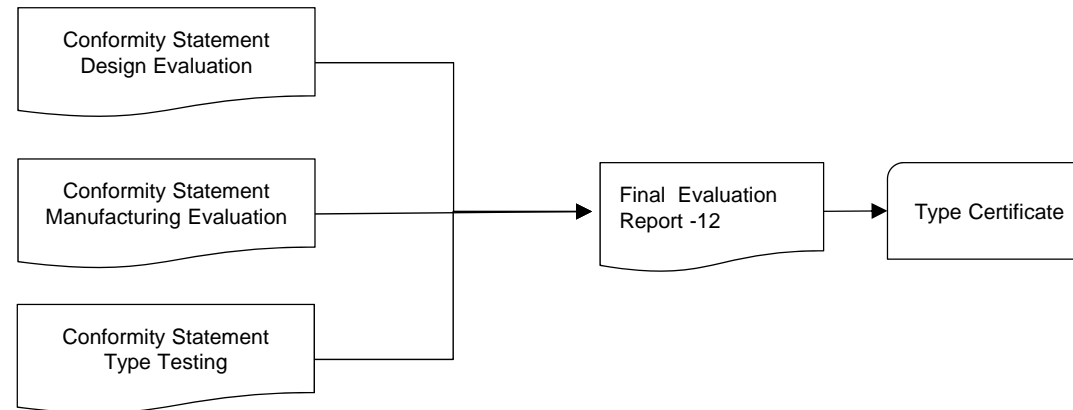 Conformity Statement
Design Evaluation
Conformity Statement
Manufacturing Evaluation
Final Evaluation
Report -12
Type Certificate
Conformity Statement
Type Testing